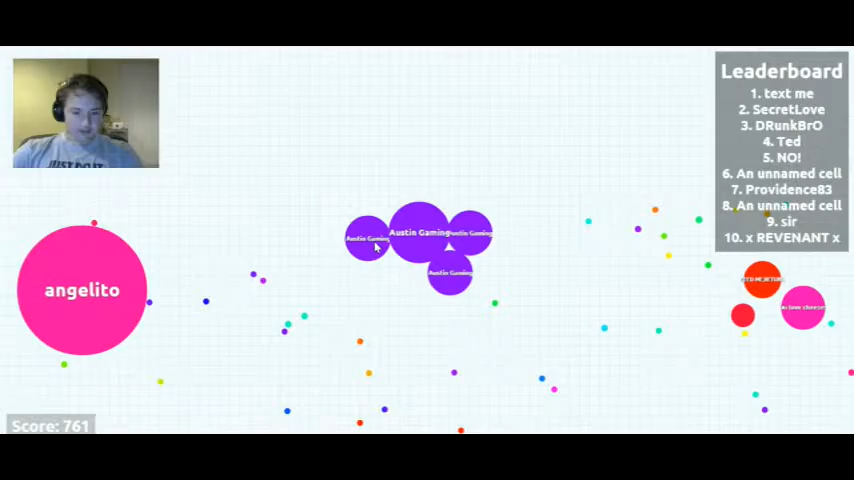 Leaderboard
1. text me
2. SecretLove
3. DRunkBrO
4. Ted
5. NO!
6. An unnamed cell
7. Providence83
8. An unnamed cell
9. sir
10. x REVENANT x
JUST DO IT
Austin Gaming
Austin Gaming
Austin Gaming
Austin Gaming
angelito
Score: 761